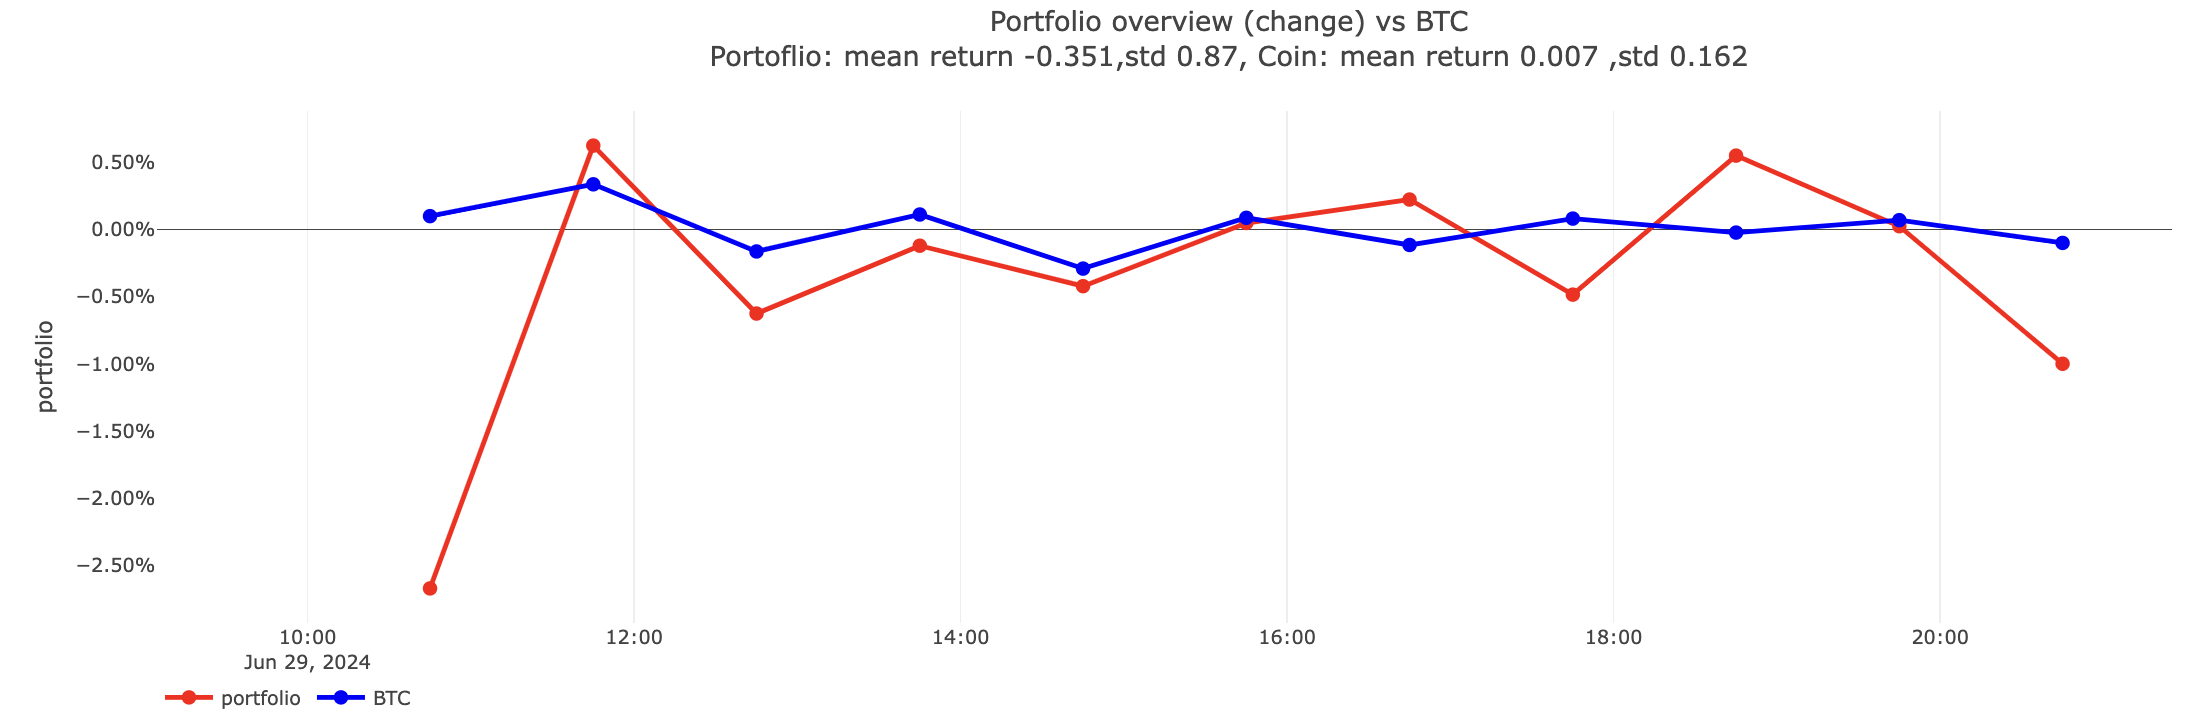 Portfolio overview (change) vs BTC
Portoflio: mean return -0.351,std 0.87, Coin: mean return 0.007 ,std 0.162
portfolio
0.50%
0.00%
−0.50%
−1.00%
−1.50%
−2.00%
−2.50%
10:00 12:00 14:00 16:00 18:00 20:00
Jun 29, 2024
portfolio BTC